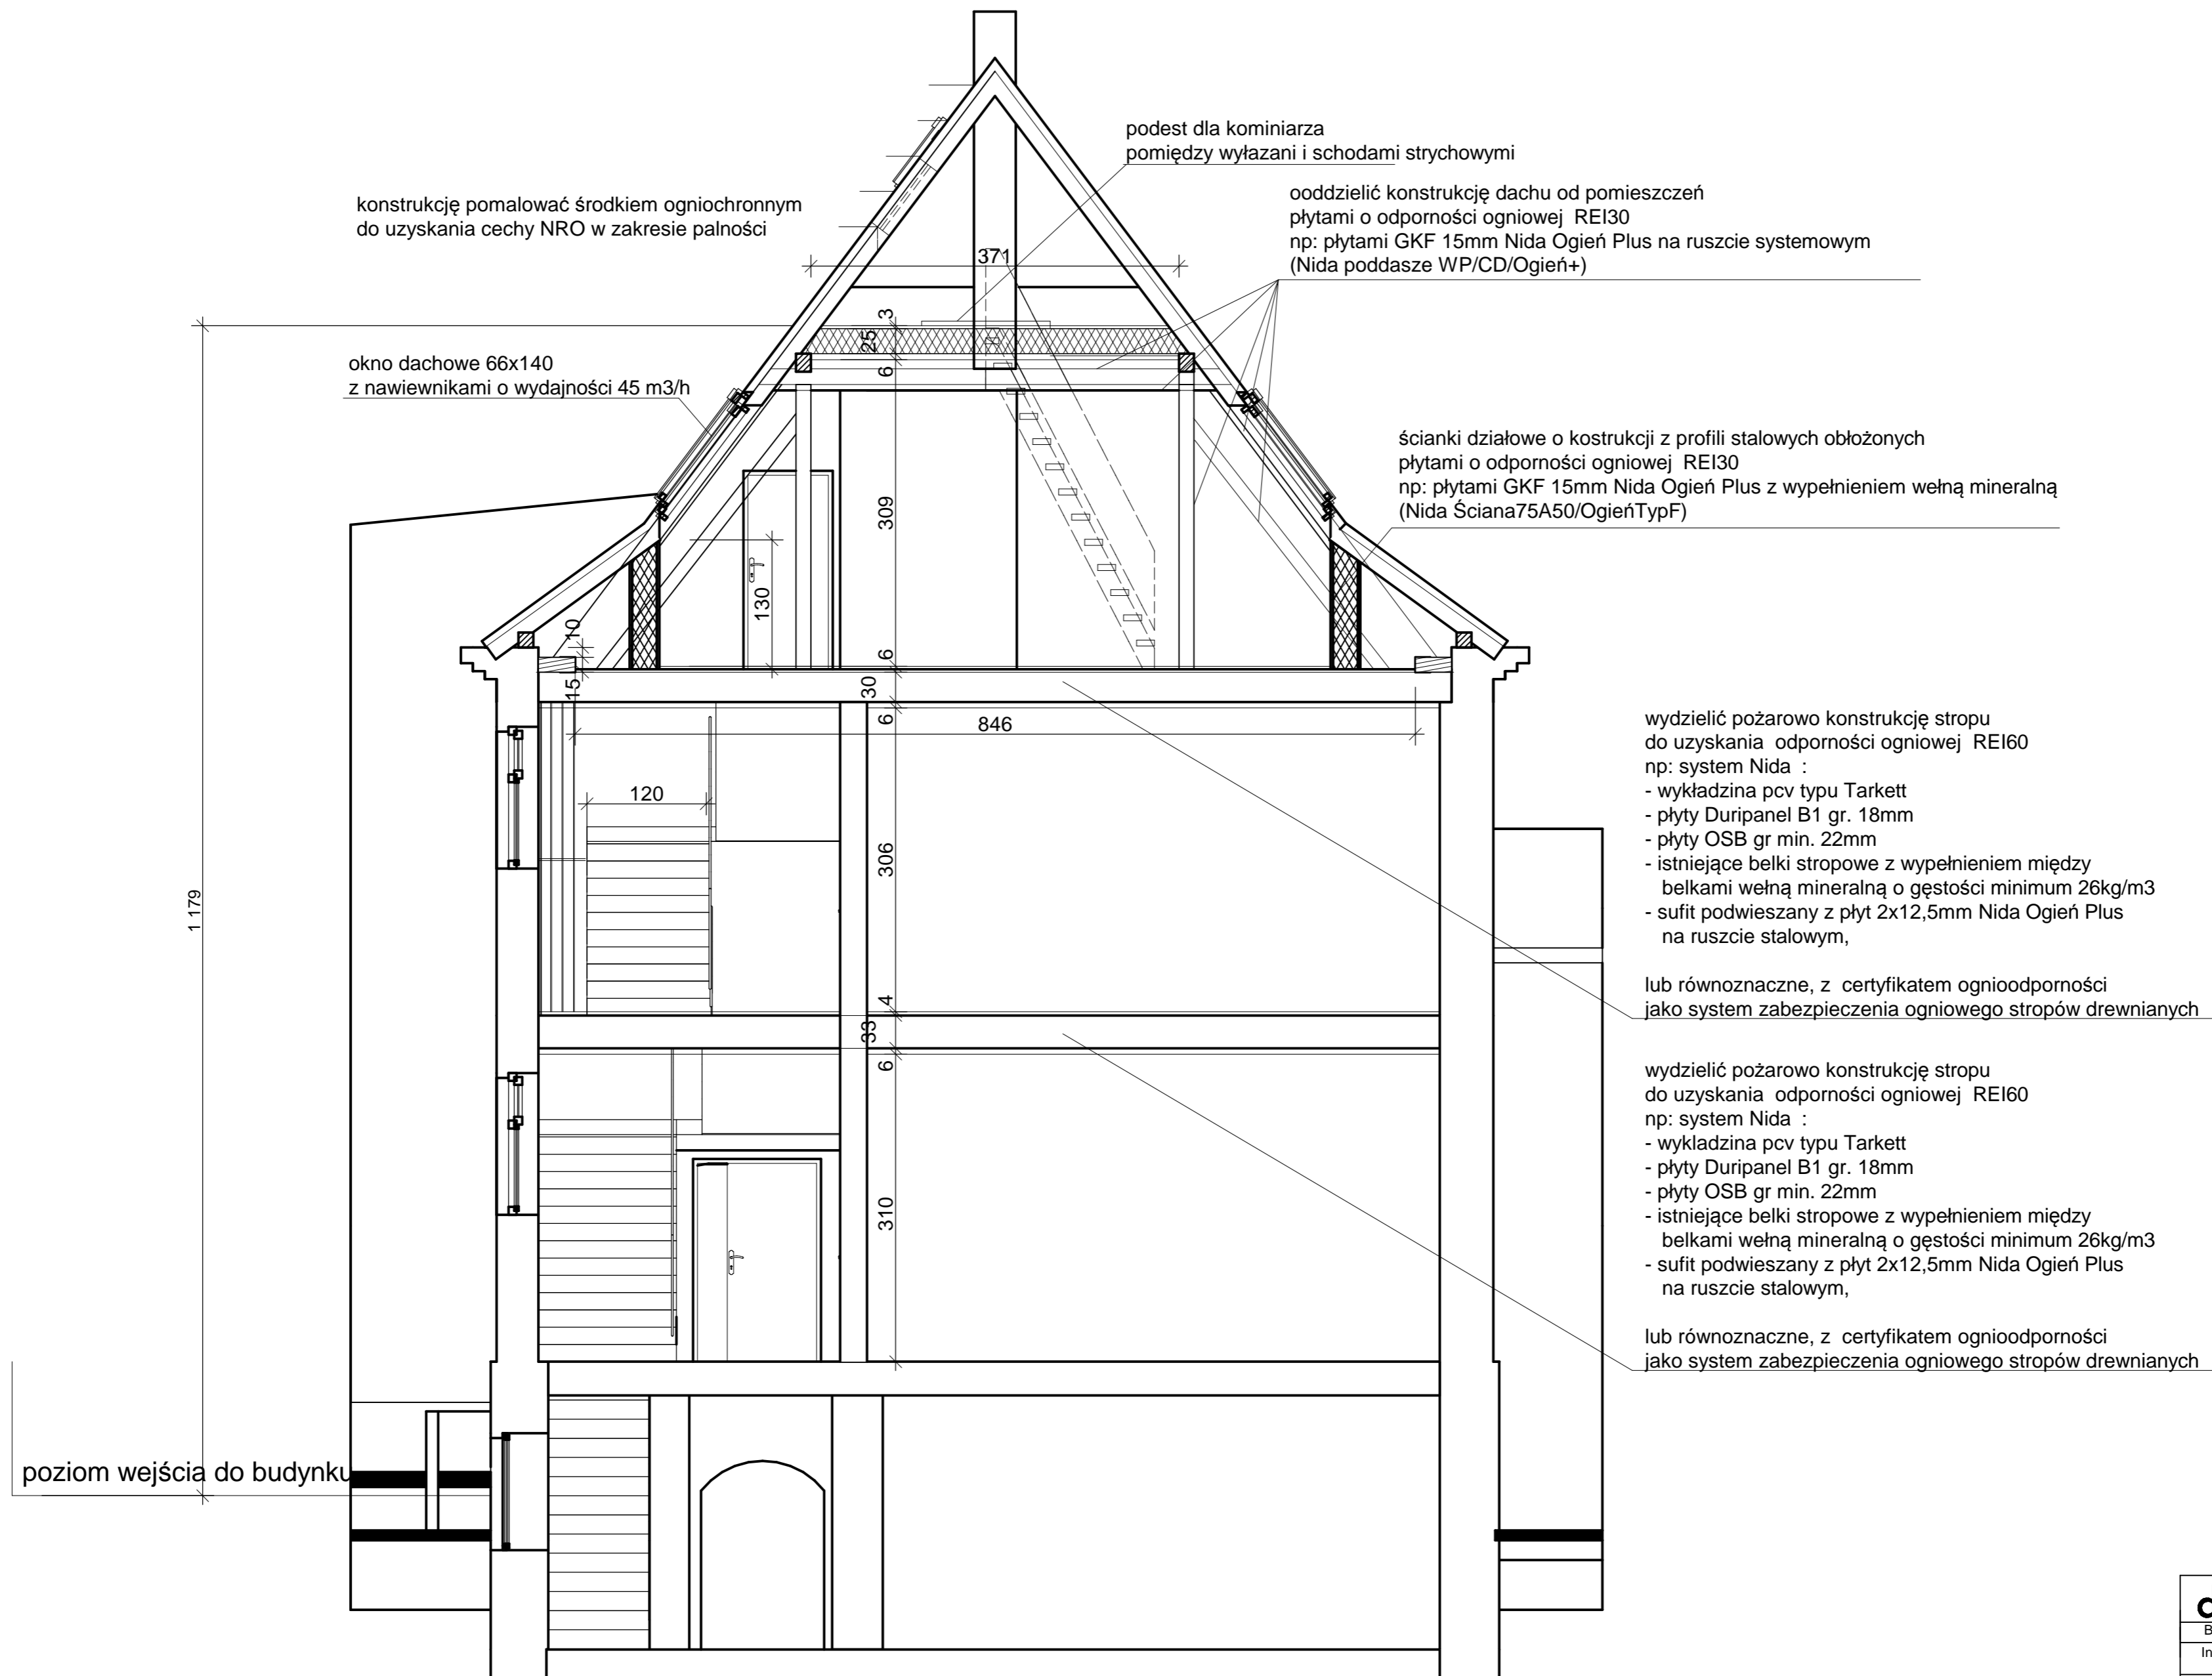 podest dla kominiarza
pomiędzy wyłazani i schodami strychowymi
konstrukcję pomalować środkiem ogniochronnym
do uzyskania cechy NRO w zakresie palności
ooddzielić konstrukcję dachu od pomieszczeń
płytami o odporności ogniowej REI30
np: płytami GKF 15mm Nida Ogień Plus na ruszcie systemowym
(Nida poddasze WP/CD/Ogień+)
371
3
25
6
okno dachowe 66x140
z nawiewnikami o wydajności 45 m3/h
ścianki działowe o kostrukcji z profili stalowych obłożonych
płytami o odporności ogniowej REI30
np: płytami GKF 15mm Nida Ogień Plus z wypełnieniem wełną mineralną
(Nida Ściana75A50/OgieńTypF)
309
130
10
6
15
30
6
846
120
306
1 179
wydzielić pożarowo konstrukcję stropu
do uzyskania odporności ogniowej REI60
np: system Nida :
- wykładzina pcv typu Tarkett
- płyty Duripanel B1 gr. 18mm
- płyty OSB gr min. 22mm
- istniejące belki stropowe z wypełnieniem między
belkami wełną mineralną o gęstości minimum 26kg/m3
- sufit podwieszany z płyt 2x12,5mm Nida Ogień Plus
na ruszcie stalowym,
lub równoznaczne, z certyfikatem ognioodporności
jako system zabezpieczenia ogniowego stropów drewnianych
4
33
6
310
wydzielić pożarowo konstrukcję stropu
do uzyskania odporności ogniowej REI60
np: system Nida :
- wykladzina pcv typu Tarkett
- płyty Duripanel B1 gr. 18mm
- płyty OSB gr min. 22mm
- istniejące belki stropowe z wypełnieniem między
belkami wełną mineralną o gęstości minimum 26kg/m3
- sufit podwieszany z płyt 2x12,5mm Nida Ogień Plus
na ruszcie stalowym,
lub równoznaczne, z certyfikatem ognioodporności
jako system zabezpieczenia ogniowego stropów drewnianych
poziom wejścia do budynku